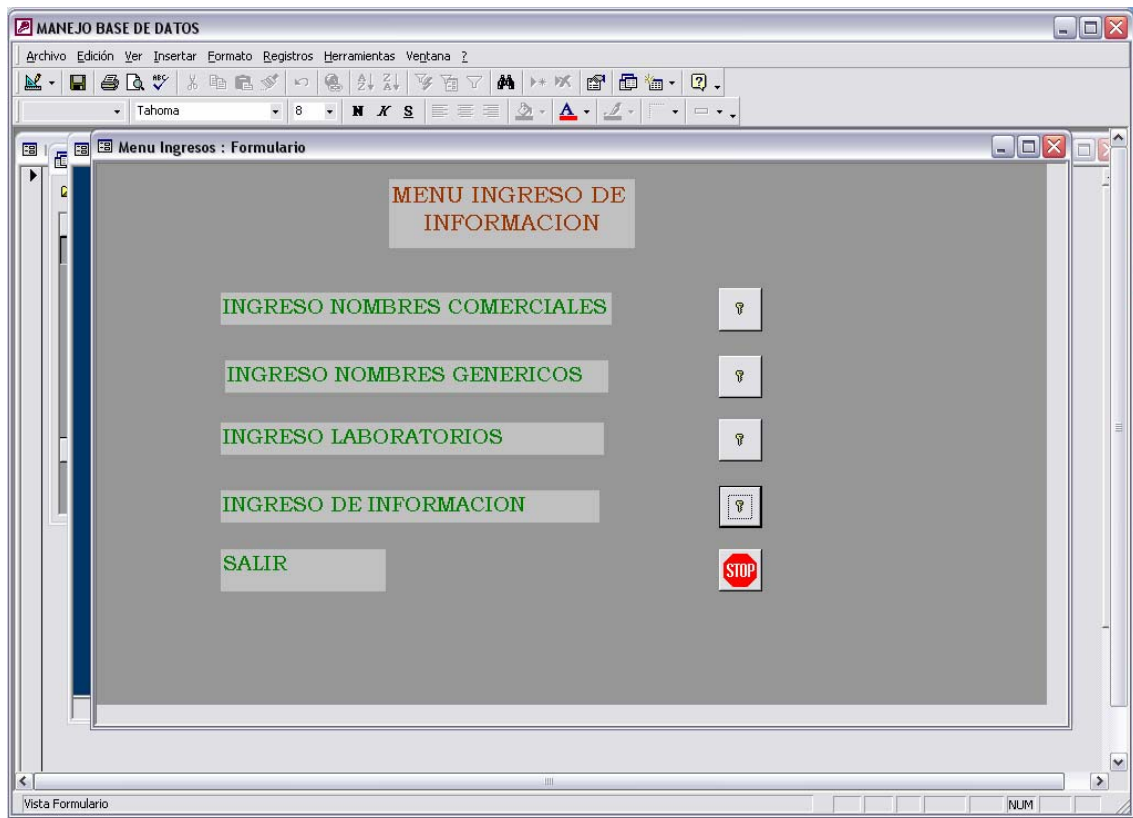 MANEJO BASE DE DATOS
Archivo Edición Ver Insertar Formato Registros Herramientas Ventana ?
Tahoma 8 N K S A
Menu Ingresos : Formulario
MENU INGRESO DE
INFORMACION
INGRESO NOMBRES COMERCIALES
INGRESO NOMBRES GENERICOS
INGRESO LABORATORIOS
INGRESO DE INFORMACION
SALIR
STOP
Vista Formulario
NUM